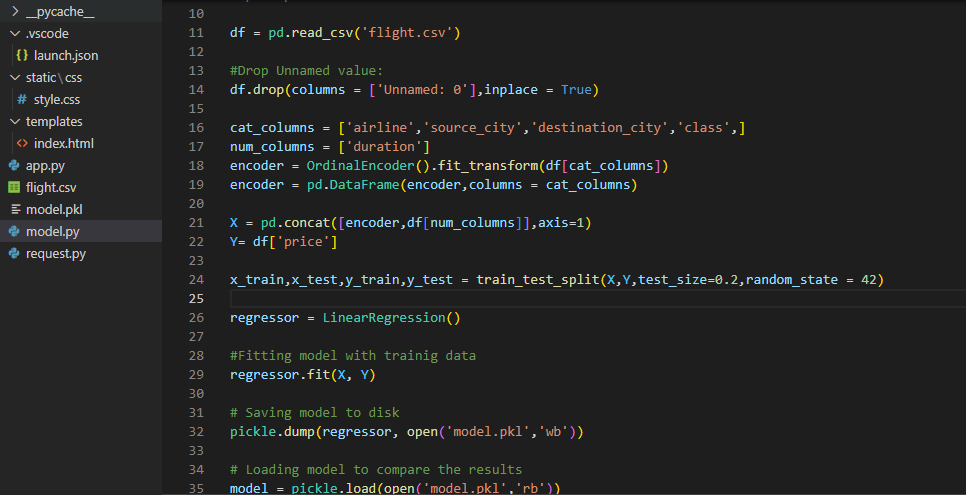 __pycache__
.vscode
{} launch.json
static\css
# style.css
templates
<> index.html
app.py
flight.csv
model.pkl
model.py
request.py
10
11 df = pd.read_csv('flight.csv')
12
13 #Drop Unnamed value:
14 df.drop(columns = ['Unnamed: 0'],inplace = True)
15
16 cat_columns = ['airline','source_city','destination_city','class',]
17 num_columns = ['duration']
18 encoder = OrdinalEncoder().fit_transform(df[cat_columns])
19 encoder = pd.DataFrame(encoder,columns = cat_columns)
20
21 X = pd.concat([encoder,df[num_columns]],axis=1)
22 Y= df['price']
23
24 x_train,x_test,y_train,y_test = train_test_split(X,Y,test_size=0.2,random_state = 42)
25
26 regressor = LinearRegression()
27
28 #Fitting model with trainig data
29 regressor.fit(X, Y)
30
31 # Saving model to disk
32 pickle.dump(regressor, open('model.pkl','wb'))
33
34 # Loading model to compare the results
35 model = pickle.load(open('model.pkl','rb'))